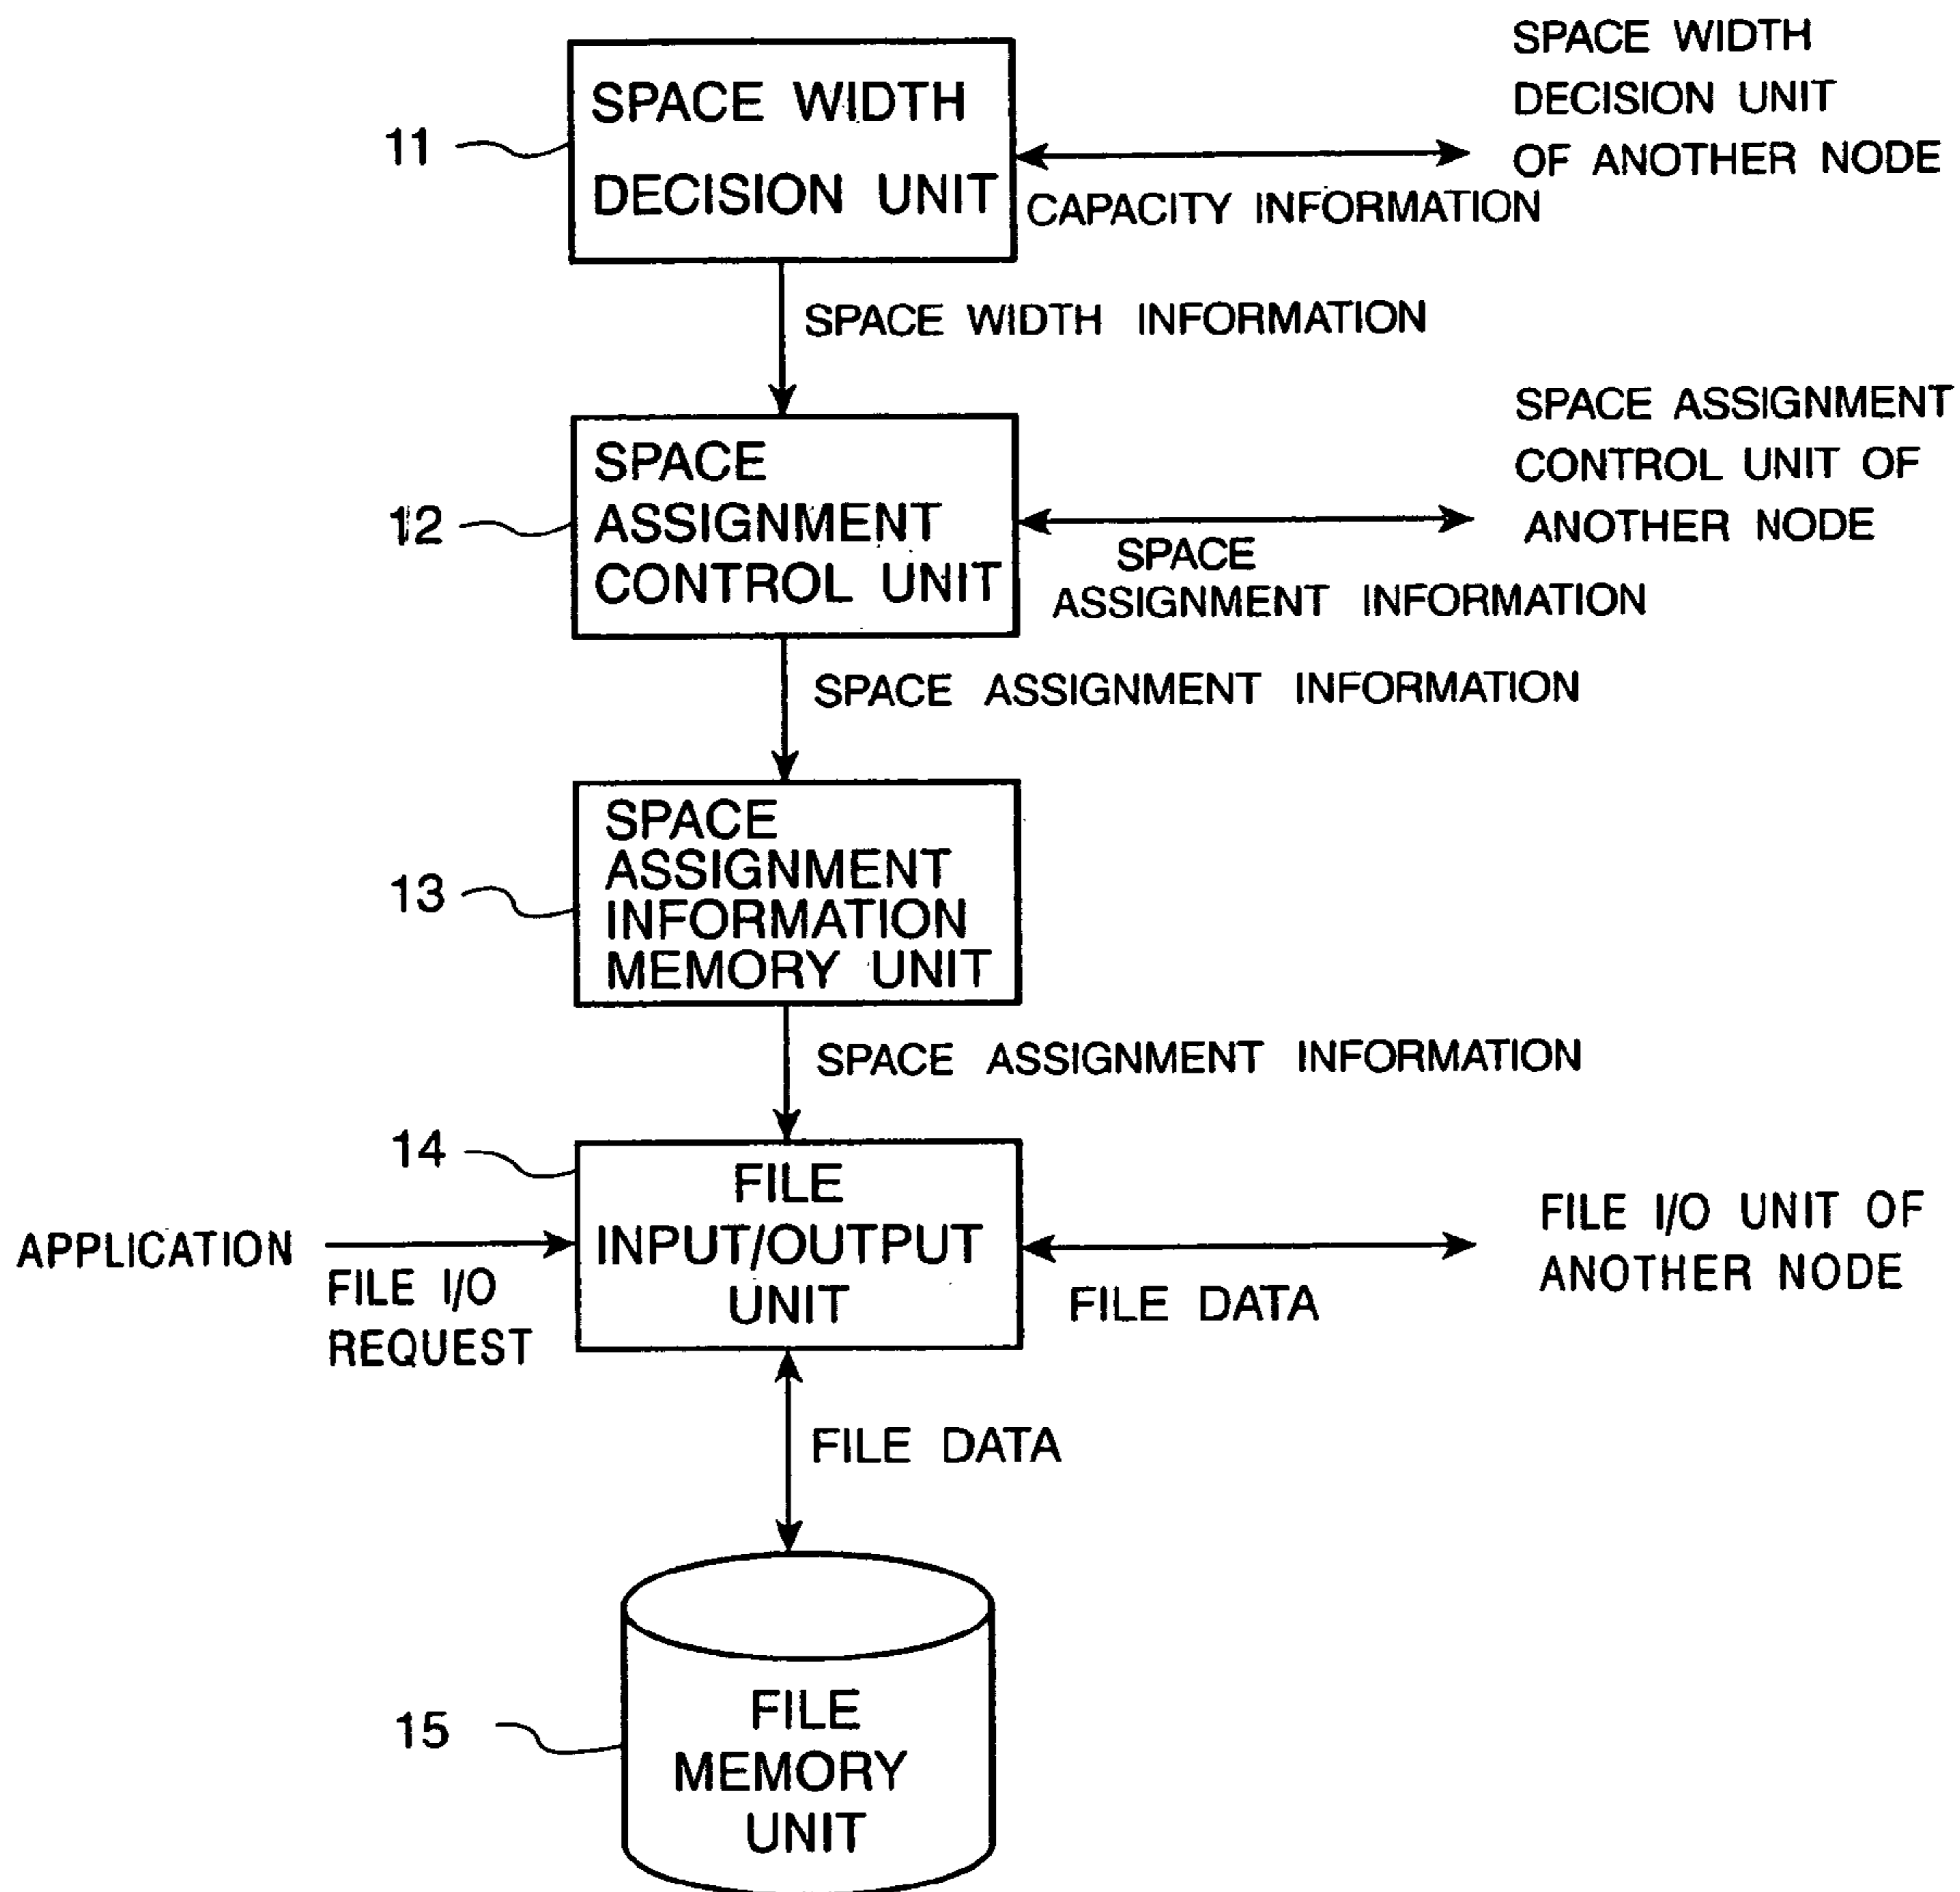 SPACE WIDTH
DECISION UNIT
11
SPACE WIDTH
DECISION UNIT
OF ANOTHER NODE
CAPACITY INFORMATION
SPACE WIDTH INFORMATION
SPACE
ASSIGNMENT
CONTROL UNIT
12
SPACE ASSIGNMENT
CONTROL UNIT OF
ANOTHER NODE
SPACE
ASSIGNMENT INFORMATION
SPACE ASSIGNMENT INFORMATION
SPACE
ASSIGNMENT
INFORMATION
MEMORY UNIT
13
SPACE ASSIGNMENT INFORMATION
14
FILE
INPUT/OUTPUT
UNIT
APPLICATION
FILE I/O
REQUEST
FILE I/O UNIT OF
ANOTHER NODE
FILE DATA
FILE DATA
15
FILE
MEMORY
UNIT